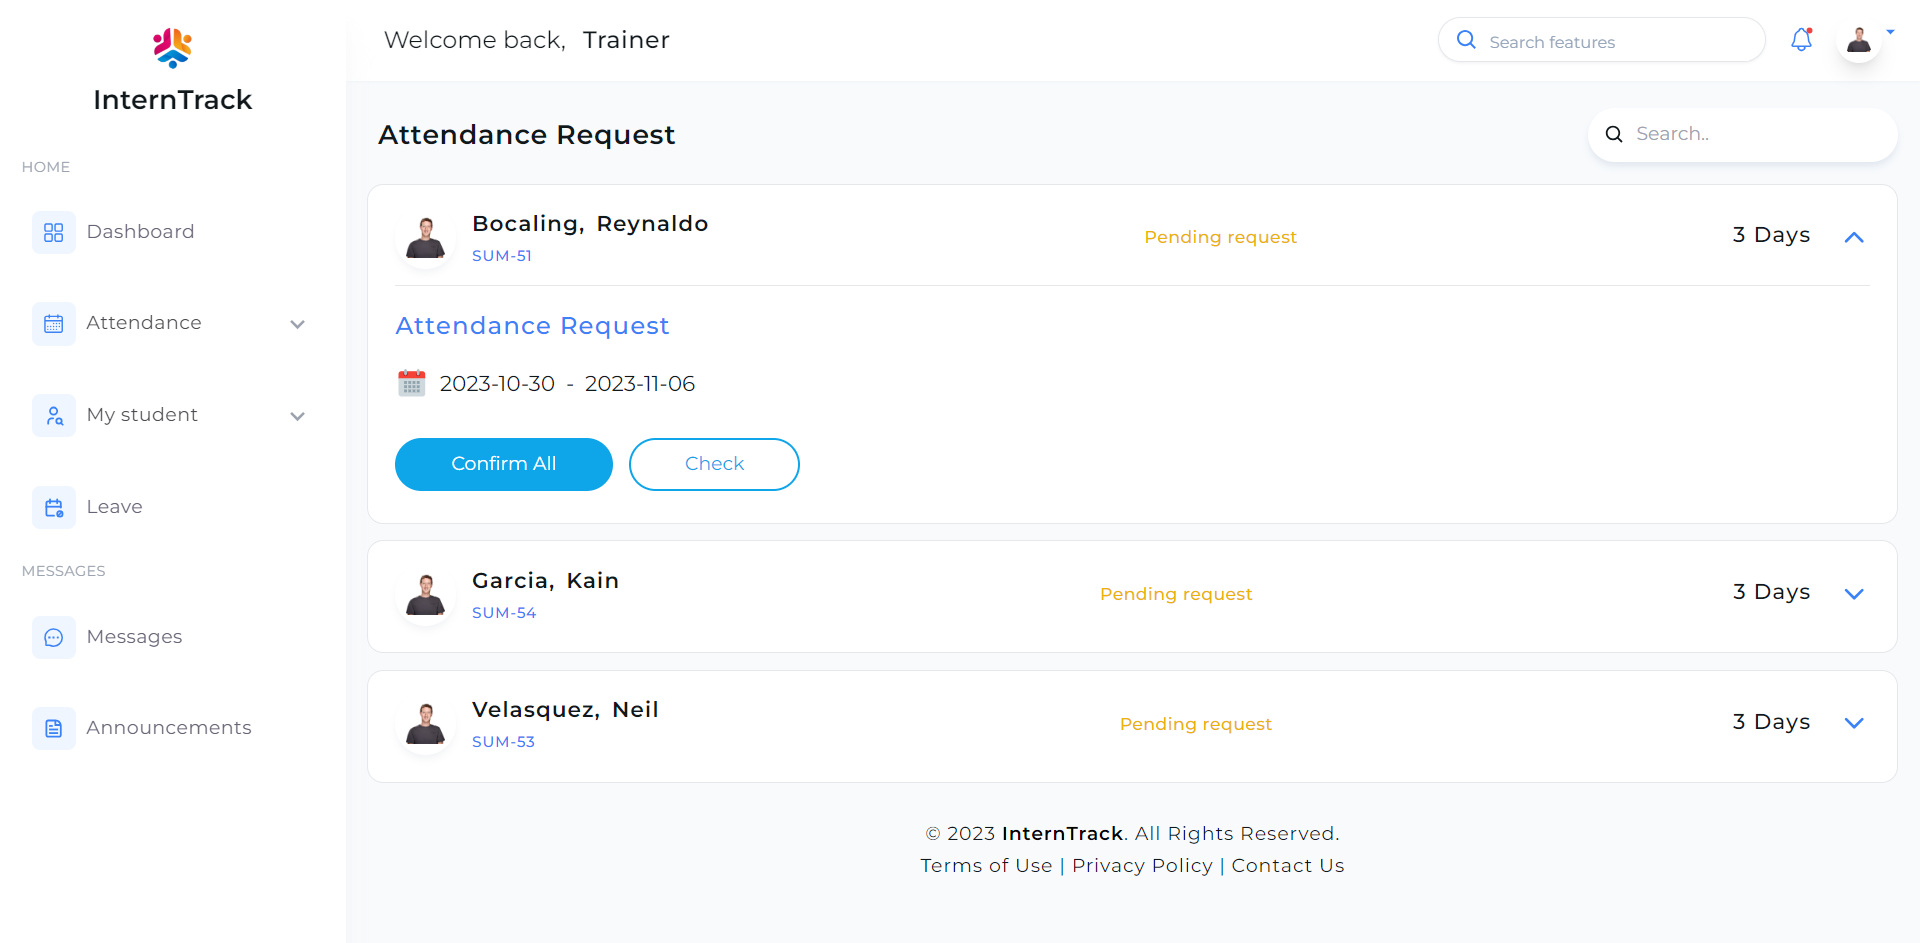 InternTrack
HOME
Dashboard
Attendance
My student
Leave
MESSAGES
Messages
Announcements
Welcome back, Trainer
Search features
Attendance Request
Search..
Bocaling, Reynaldo
SUM-51
Pending request
3 Days
Attendance Request
2023-10-30 - 2023-11-06
Confirm All
Check
Garcia, Kain
SUM-54
Pending request
3 Days
Velasquez, Neil
SUM-53
Pending request
3 Days
© 2023 InternTrack. All Rights Reserved.
Terms of Use | Privacy Policy | Contact Us